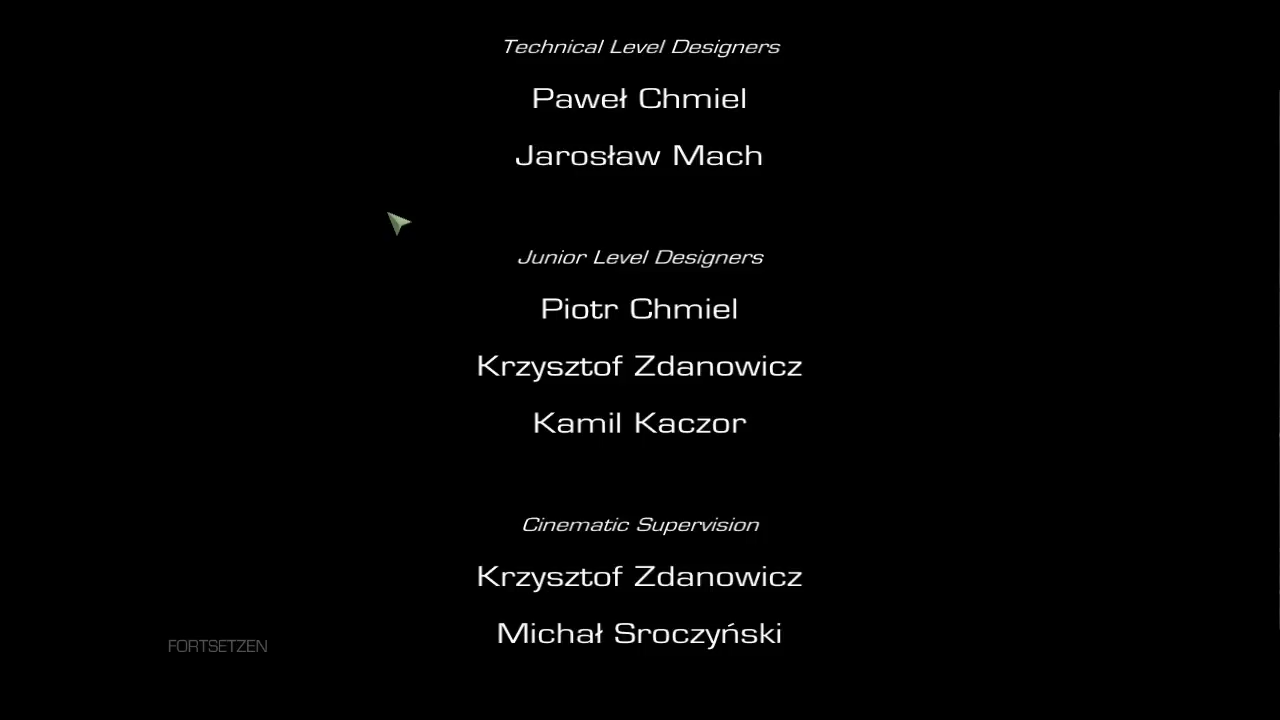 Technical Level Designers
Paweł Chmiel
Jarosław Mach
Junior Level Designers
Piotr Chmiel
Krzysztof Zdanowicz
Kamil Kaczor
Cinematic Supervision
Krzysztof Zdanowicz
Michał Sroczyński
FORTSETZEN